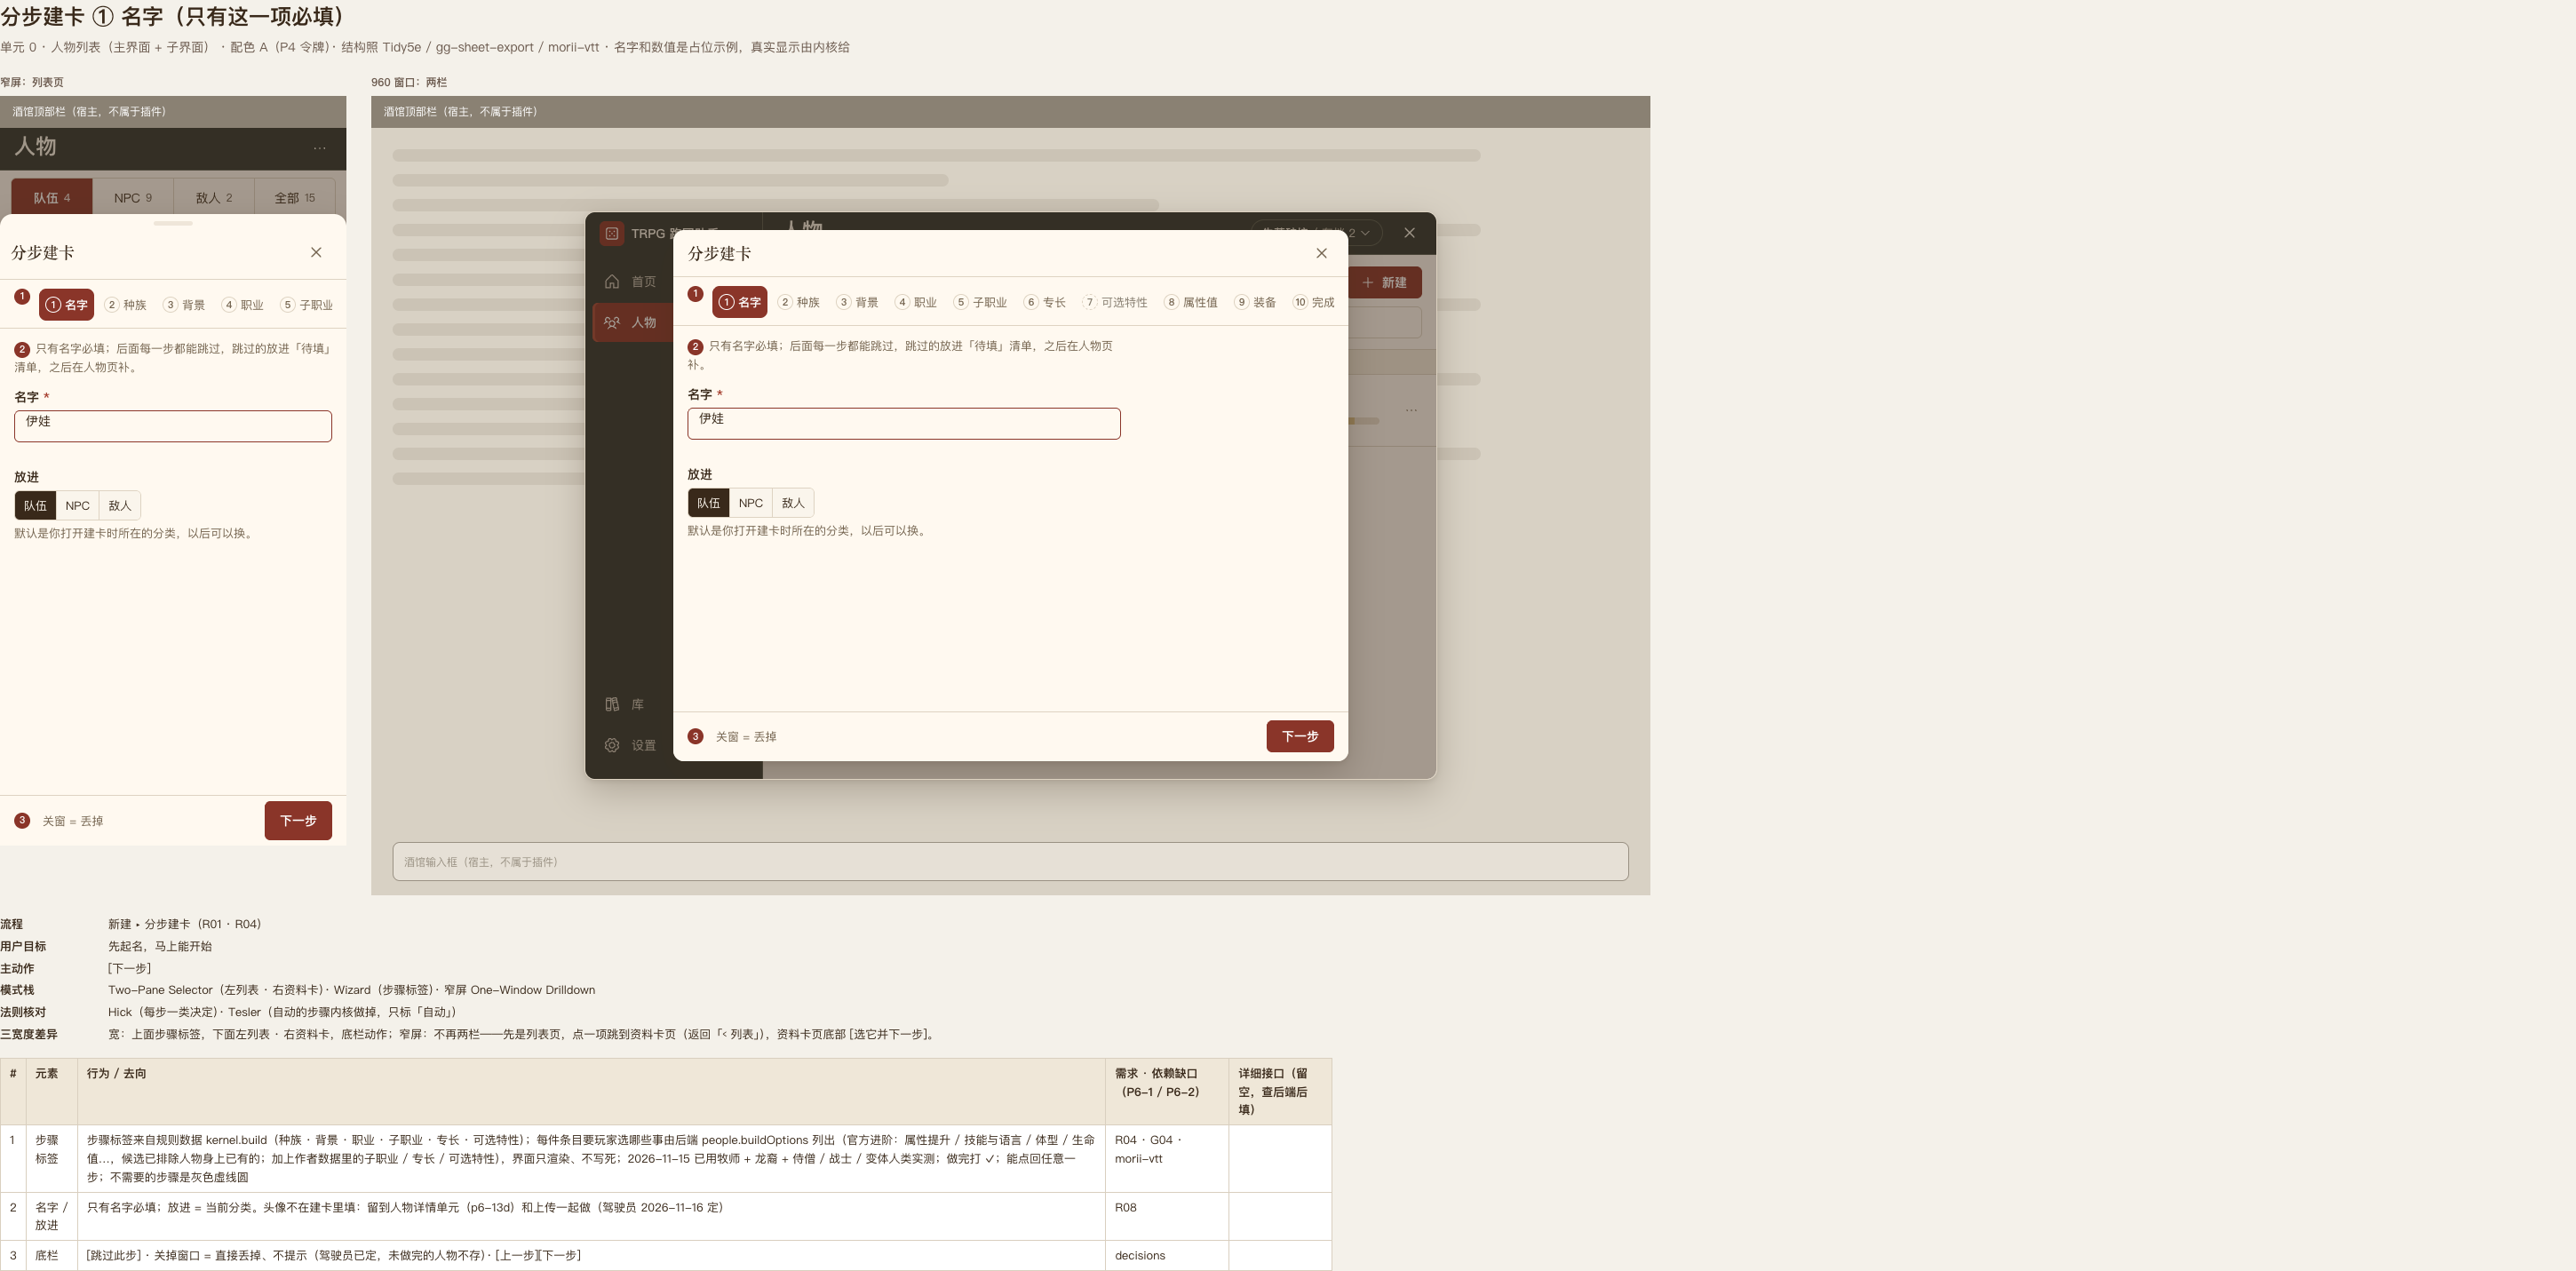 分步建卡 ① 名字（只有这一项必填）
单元 0 · 人物列表（主界面 + 子界面） · 配色 A（P4 令牌）· 结构照 Tidy5e / gg-sheet-export / morii-vtt · 名字和数值是占位示例，真实显示由内核给
窄屏：列表页
酒馆顶部栏（宿主，不属于插件）
人物
···
队伍 4
NPC 9
敌人 2
全部 15
分步建卡
1
① 名字
2 种族
3 背景
4 职业
5 子职业
2 只有名字必填；后面每一步都能跳过，跳过的放进「待填」
清单，之后在人物页补。
名字 *
伊娃
放进
队伍
NPC
敌人
默认是你打开建卡时所在的分类，以后可以换。
3 关窗 = 丢掉
下一步
960 窗口：两栏
酒馆顶部栏（宿主，不属于插件）
TRPG
人物
2
首页
人物
库
设置
新建
···
分步建卡
1
① 名字
2 种族
3 背景
4 职业
5 子职业
6 专长
7 可选特性
8 属性值
9 装备
10 完成
2 只有名字必填；后面每一步都能跳过，跳过的放进「待填」清单，之后在人物页
补。
名字 *
伊娃
放进
队伍
NPC
敌人
默认是你打开建卡时所在的分类，以后可以换。
3 关窗 = 丢掉
下一步
酒馆输入框（宿主，不属于插件）
流程 新建 ‣ 分步建卡（R01 · R04）
用户目标 先起名，马上能开始
主动作 [下一步]
模式栈 Two-Pane Selector（左列表 · 右资料卡）· Wizard（步骤标签）· 窄屏 One-Window Drilldown
法则核对 Hick（每步一类决定）· Tesler（自动的步骤内核做掉，只标「自动」）
三宽度差异 宽：上面步骤标签，下面左列表 · 右资料卡，底栏动作；窄屏：不再两栏——先是列表页，点一项跳到资料卡页（返回「‹ 列表」），资料卡页底部 [选它并下一步]。
# 元素 行为 / 去向 需求 · 依赖缺口 详细接口（留
（P6-1 / P6-2） 空，查后端后
填）
1 步骤 步骤标签来自规则数据 kernel.build（种族 · 背景 · 职业 · 子职业 · 专长 · 可选特性）；每件条目要玩家选哪些事由后端 people.buildOptions 列出（官方进阶：属性提升 / 技能与语言 / 体型 / 生命 R04 · G04 ·
标签 值…，候选已排除人物身上已有的；加上作者数据里的子职业 / 专长 / 可选特性），界面只渲染、不写死；2026-11-15 已用牧师 + 龙裔 + 侍僧 / 战士 / 变体人类实测；做完打 ✓；能点回任意一 morii-vtt
步；不需要的步骤是灰色虚线圆
2 名字 / 只有名字必填；放进 = 当前分类。头像不在建卡里填：留到人物详情单元（p6-13d）和上传一起做（驾驶员 2026-11-16 定） R08
放进
3 底栏 [跳过此步] · 关掉窗口 = 直接丢掉、不提示（驾驶员已定，未做完的人物不存）· [上一步][下一步] decisions